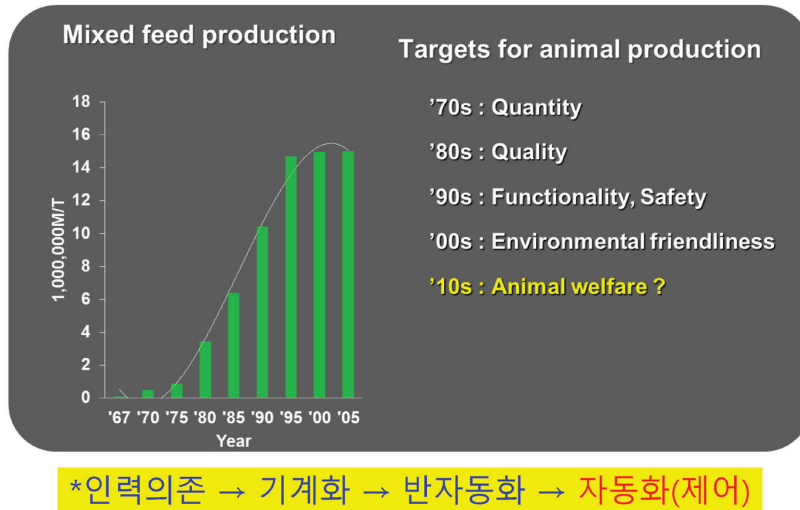 Mixed feed production
18
16
14
12
10
8
6
4
2
0
1,000,000M/T
'67 '70 '75 '80 '85 '90 '95 '00 '05
Year
Targets for animal production
’70s : Quantity
’80s : Quality
’90s : Functionality, Safety
’00s : Environmental friendliness
’10s : Animal welfare ?
*인력의존 → 기계화 → 반자동화 → 자동화(제어)